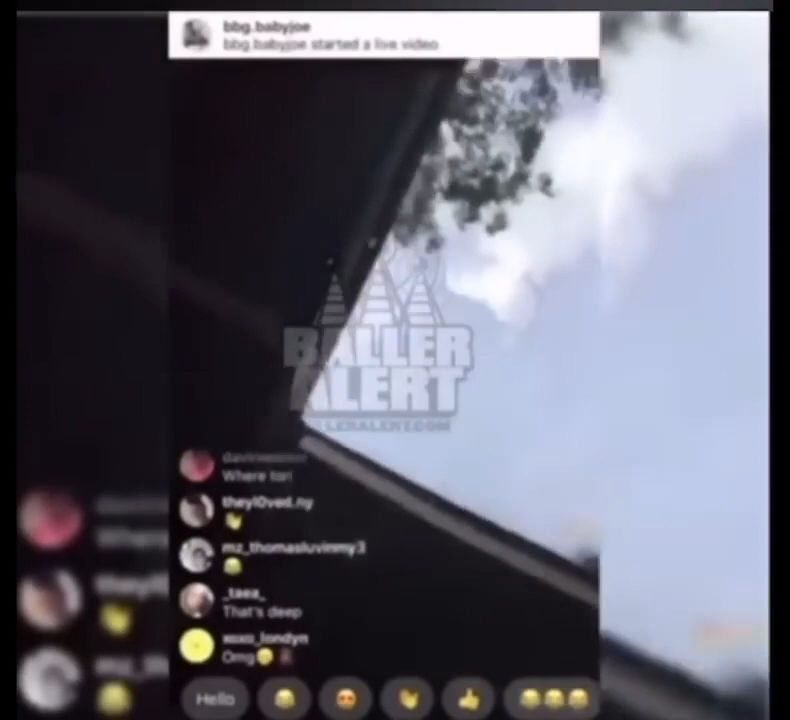 bbg.babyjoe
bbg.babyjoe started a live video
BALLER
ALERT
Where tori
theyl0ved.ny
mz_thomasluvinmy3
_taea_
That's deep
xoxo_londyn
Omg
Hello